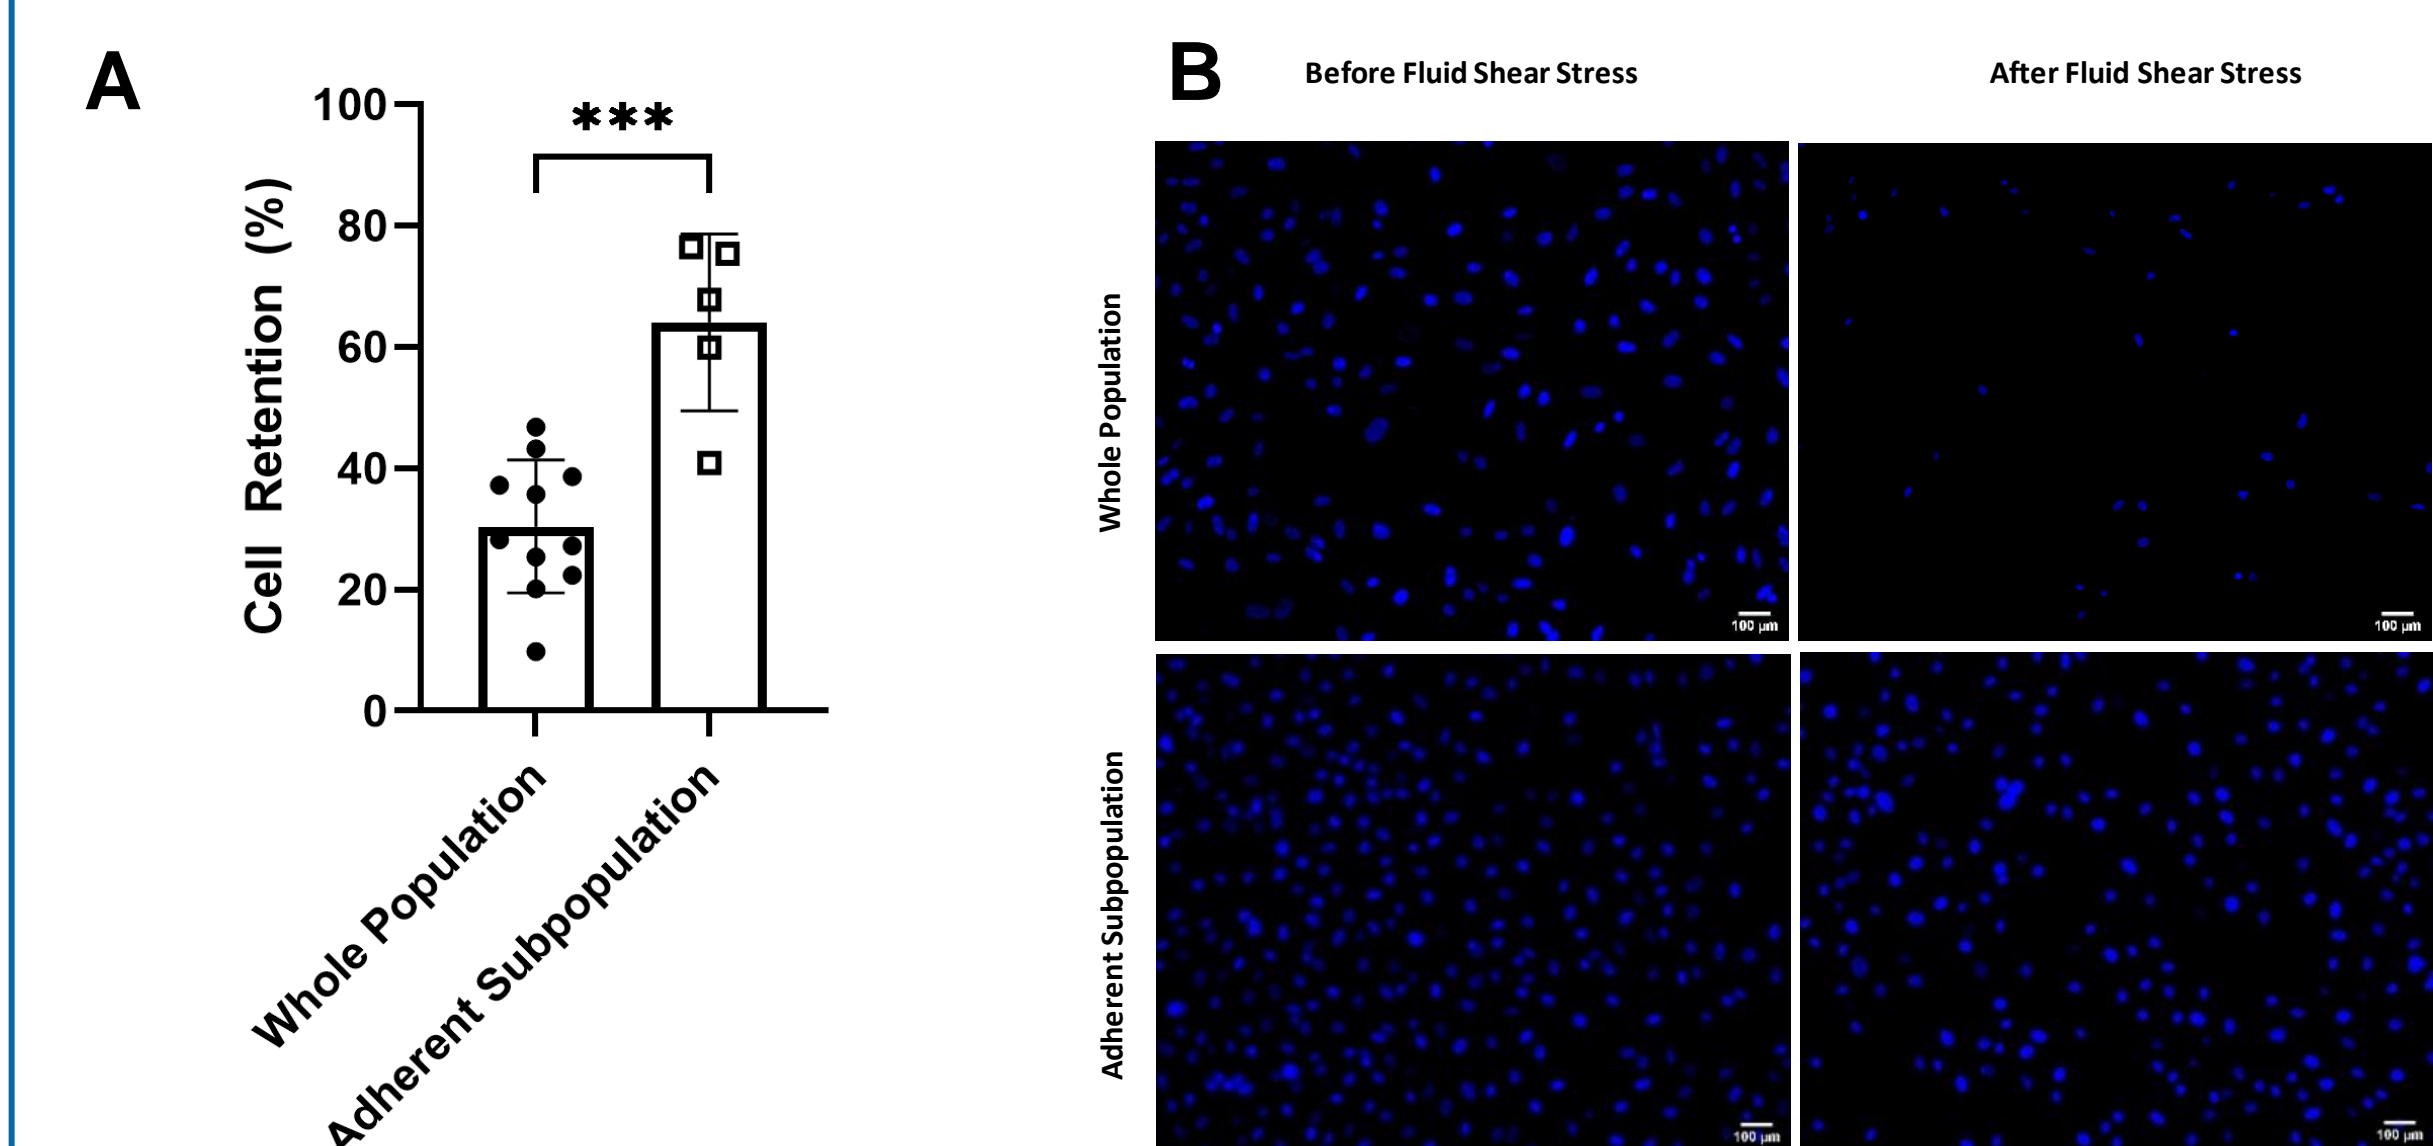 A
100
80
60
40
20
0
Cell Retention (%)
***
Whole Population
Adherent Subpopulation
B
Before Fluid Shear Stress
After Fluid Shear Stress
Whole Population
100 µm
100 µm
Adherent Subpopulation
100 µm
100 µm